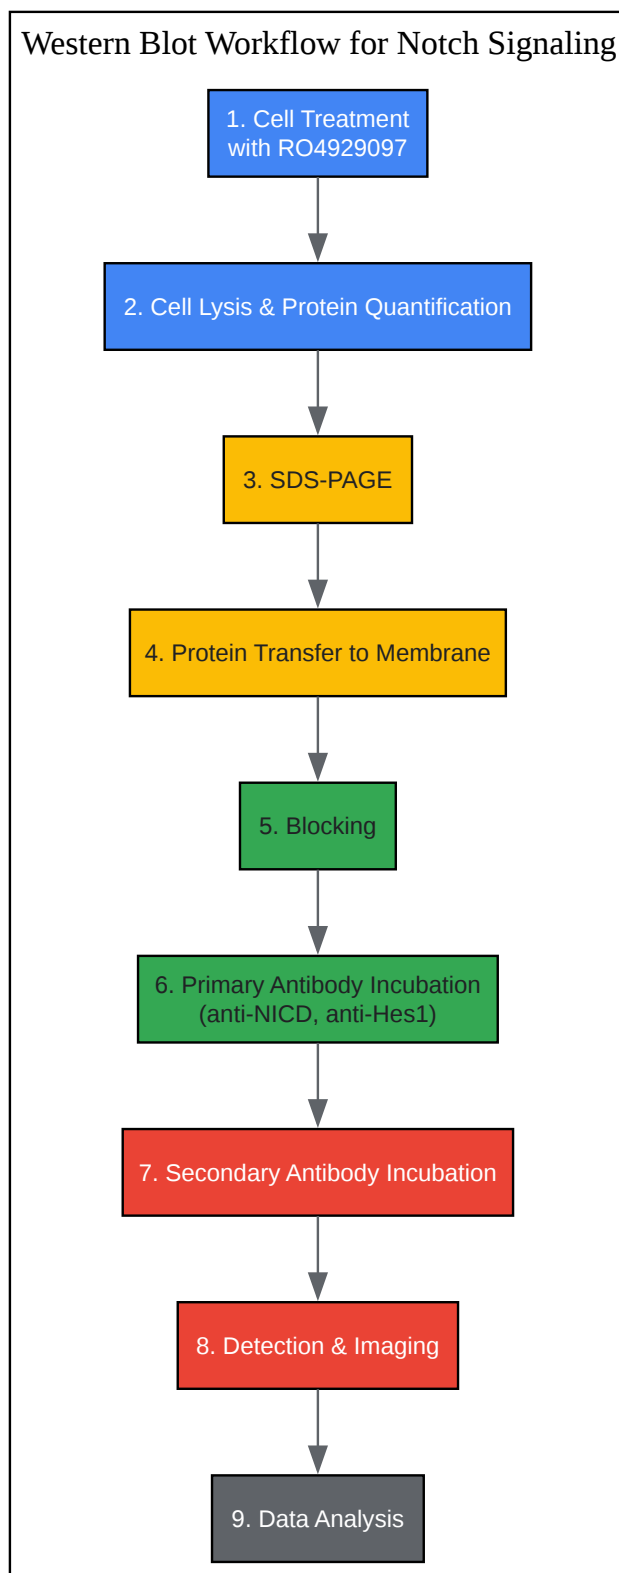 Western Blot Workflow for Notch Signaling
1. Cell Treatment
with RO4929097
2. Cell Lysis & Protein Quantification
3. SDS-PAGE
4. Protein Transfer to Membrane
5. Blocking
6. Primary Antibody Incubation
(anti-NICD, anti-Hes1)
7. Secondary Antibody Incubation
8. Detection & Imaging
9. Data Analysis